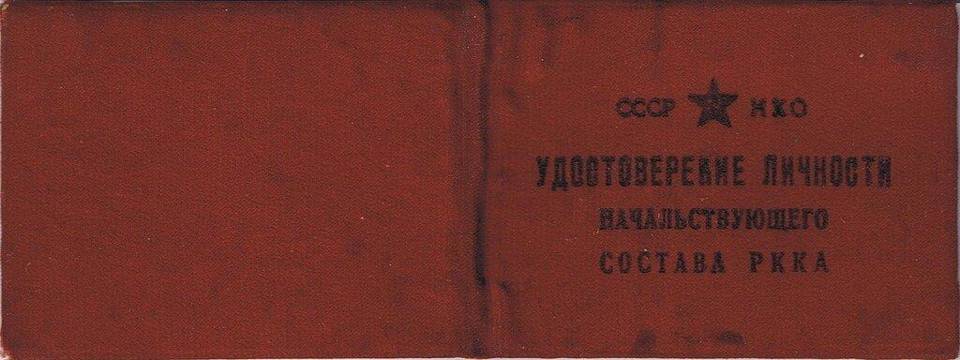 СССР НКО
УДОСТОВЕРЕНИЕ ЛИЧНОСТИ
НАЧАЛЬСТВУЮЩЕГО
СОСТАВА РККА